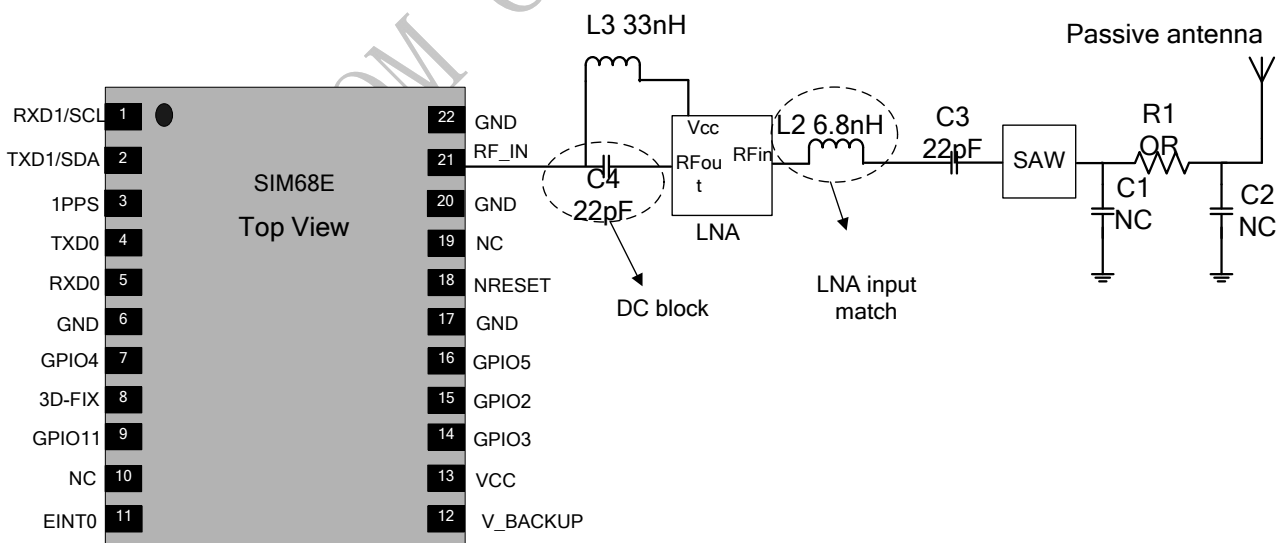 OM
L3 33nH
Passive antenna
RXD1/SCL 1
TXD1/SDA 2
1PPS 3
TXD0 4
RXD0 5
GND 6
GPIO4 7
3D-FIX 8
GPIO11 9
NC 10
EINT0 11
SIM68E
Top View
22 GND
21 RF_IN
20 GND
19 NC
18 NRESET
17 GND
16 GPIO5
15 GPIO2
14 GPIO3
13 VCC
12 V_BACKUP
C4
22pF
DC block
Vcc
RFou
t
RFin
LNA
L2 6.8nH
LNA input
match
C3
22pF
SAW
R1
OR
C1
NC
C2
NC